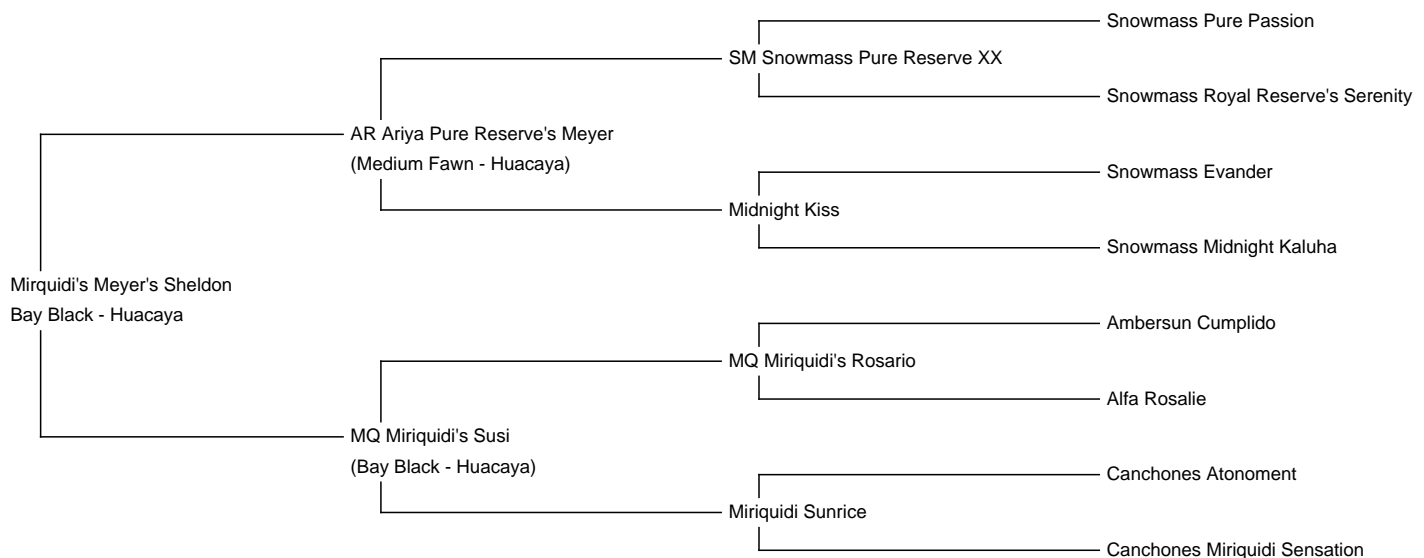 Snowmass Pure Passion
SM Snowmass Pure Reserve XX
Snowmass Royal Reserve's Serenity
AR Ariya Pure Reserve's Meyer
(Medium Fawn - Huacaya)
Snowmass Evander
Midnight Kiss
Snowmass Midnight Kaluha
Mirquidi's Meyer's Sheldon
Bay Black - Huacaya
Ambersun Cumplido
MQ Miriquidi's Rosario
Alfa Rosalie
MQ Miriquidi's Susi
(Bay Black - Huacaya)
Canchones Atonoment
Miriquidi Sunrice
Canchones Miriquidi Sensation